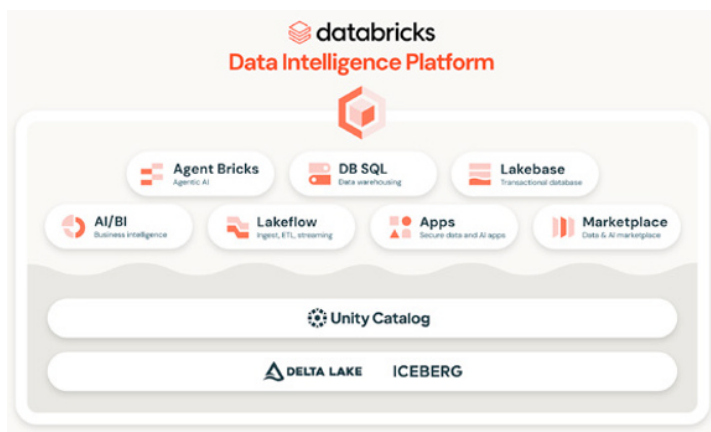 databricks
Data Intelligence Platform
Agent Bricks
Agentic AI
DB SQL
Data warehousing
Lakebase
Transactional database
AI/BI
Business intelligence
Lakeflow
Ingest, ETL, streaming
Apps
Secure data and AI apps
Marketplace
Data & AI marketplace
Unity Catalog
DELTA LAKE ICEBERG